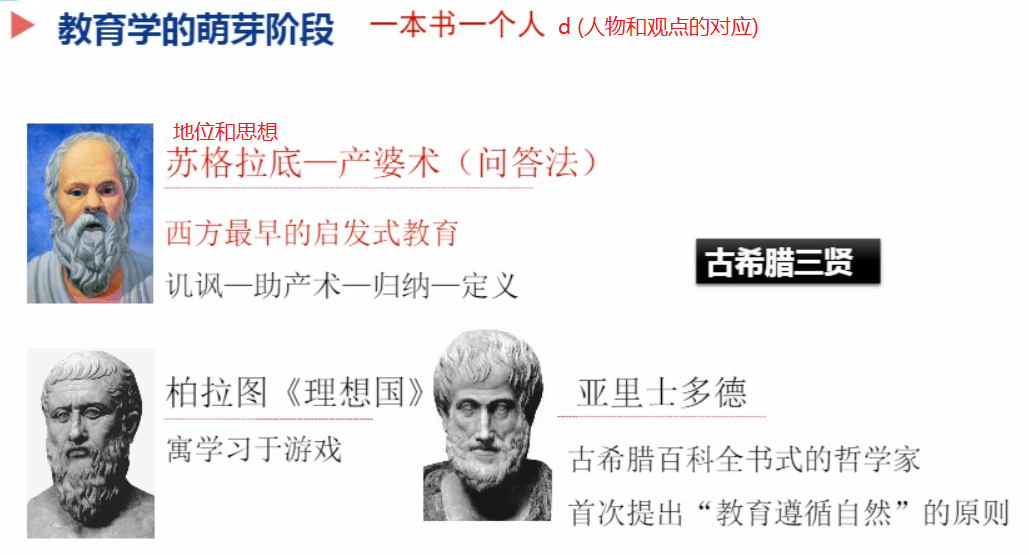 教育学的萌芽阶段
一本书一个人 d (人物和观点的对应)
地位和思想
苏格拉底—产婆术（问答法）
西方最早的启发式教育
讥讽—助产术—归纳—定义
古希腊三贤
柏拉图《理想国》
寓学习于游戏
亚里士多德
古希腊百科全书式的哲学家
首次提出“教育遵循自然”的原则